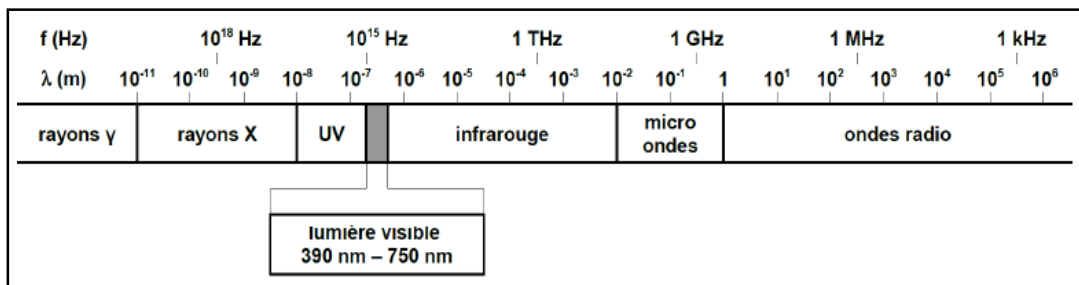 f (Hz) 10¹⁸ Hz 10¹⁵ Hz 1 THz 1 GHz 1 MHz 1 kHz
λ (m) 10⁻¹¹ 10⁻¹⁰ 10⁻⁹ 10⁻⁸ 10⁻⁷ 10⁻⁶ 10⁻⁵ 10⁻⁴ 10⁻³ 10⁻² 10⁻¹ 1 10¹ 10² 10³ 10⁴ 10⁵ 10⁶
rayons γ rayons X UV infrarouge micro ondes ondes radio
lumière visible
390 nm – 750 nm